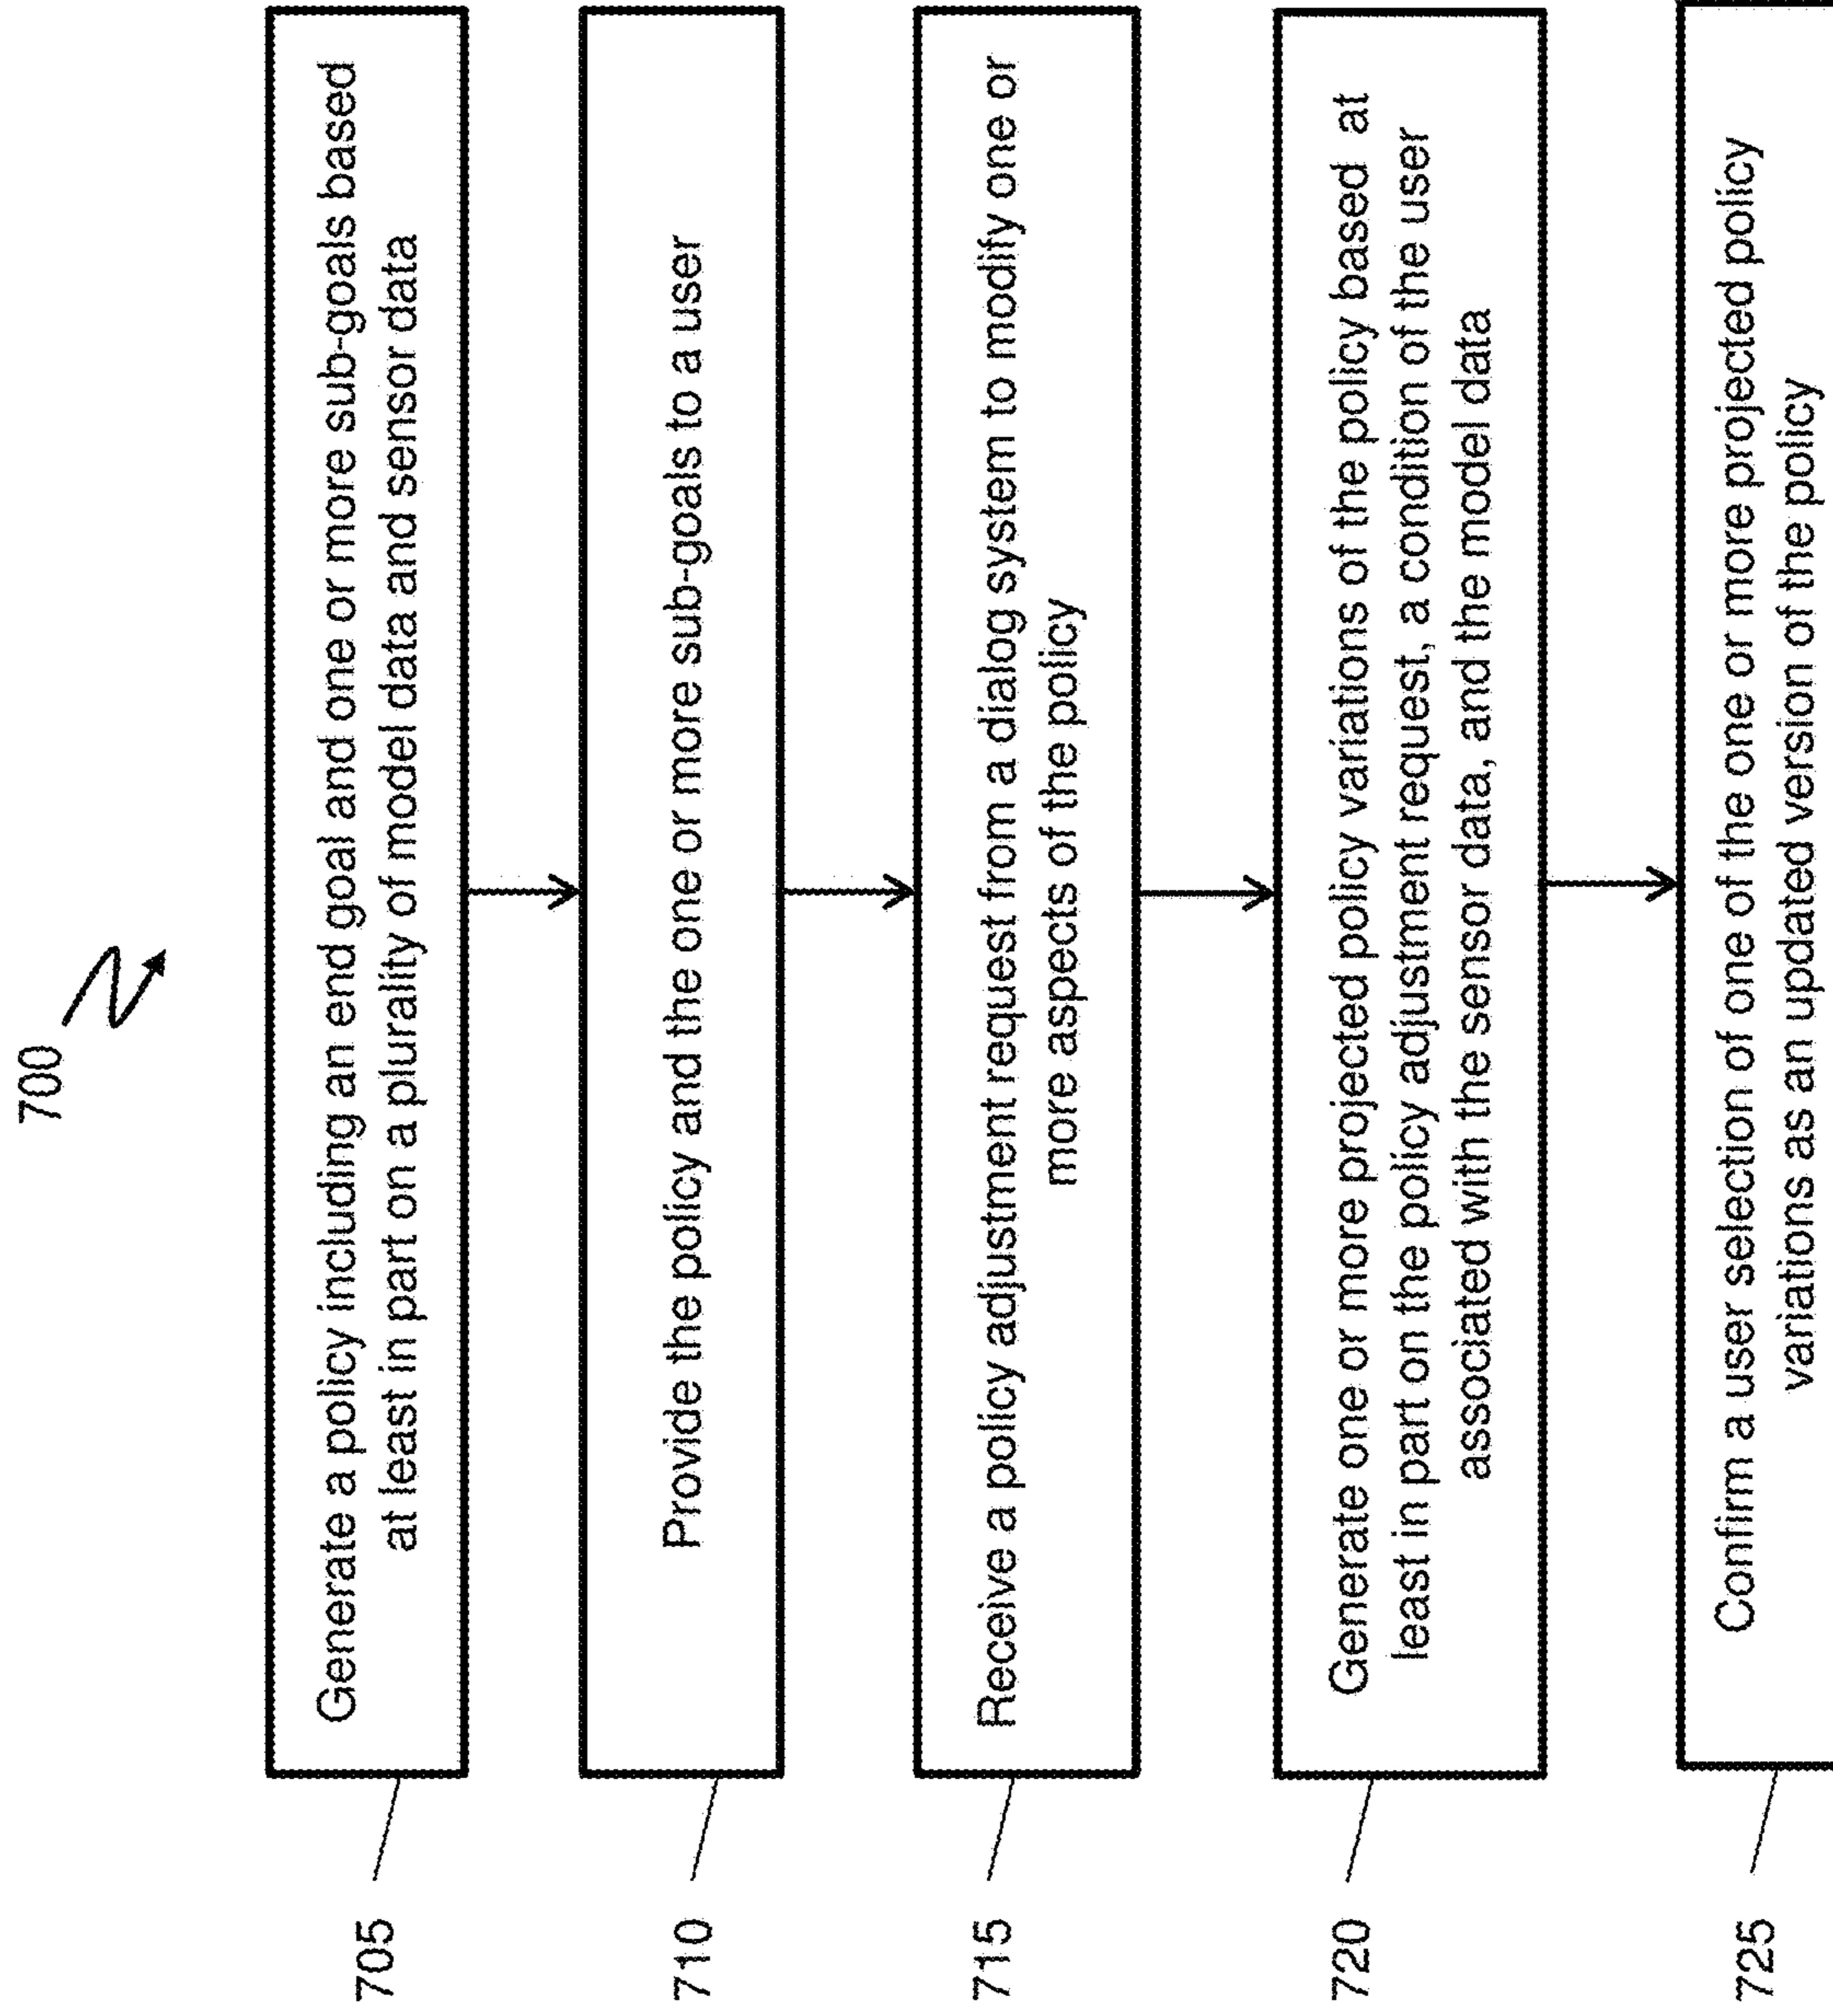 700
705
Generate a policy including an end goal and one or more sub-goals based
at least in part on a plurality of model data and sensor data
710
Provide the policy and the one or more sub-goals to a user
715
Receive a policy adjustment request from a dialog system to modify one or
more aspects of the policy
720
Generate one or more projected policy variations of the policy based at
least in part on the policy adjustment request, a condition of the user
associated with the sensor data, and the model data
725
Confirm a user selection of one of the one or more projected policy
variations as an updated version of the policy